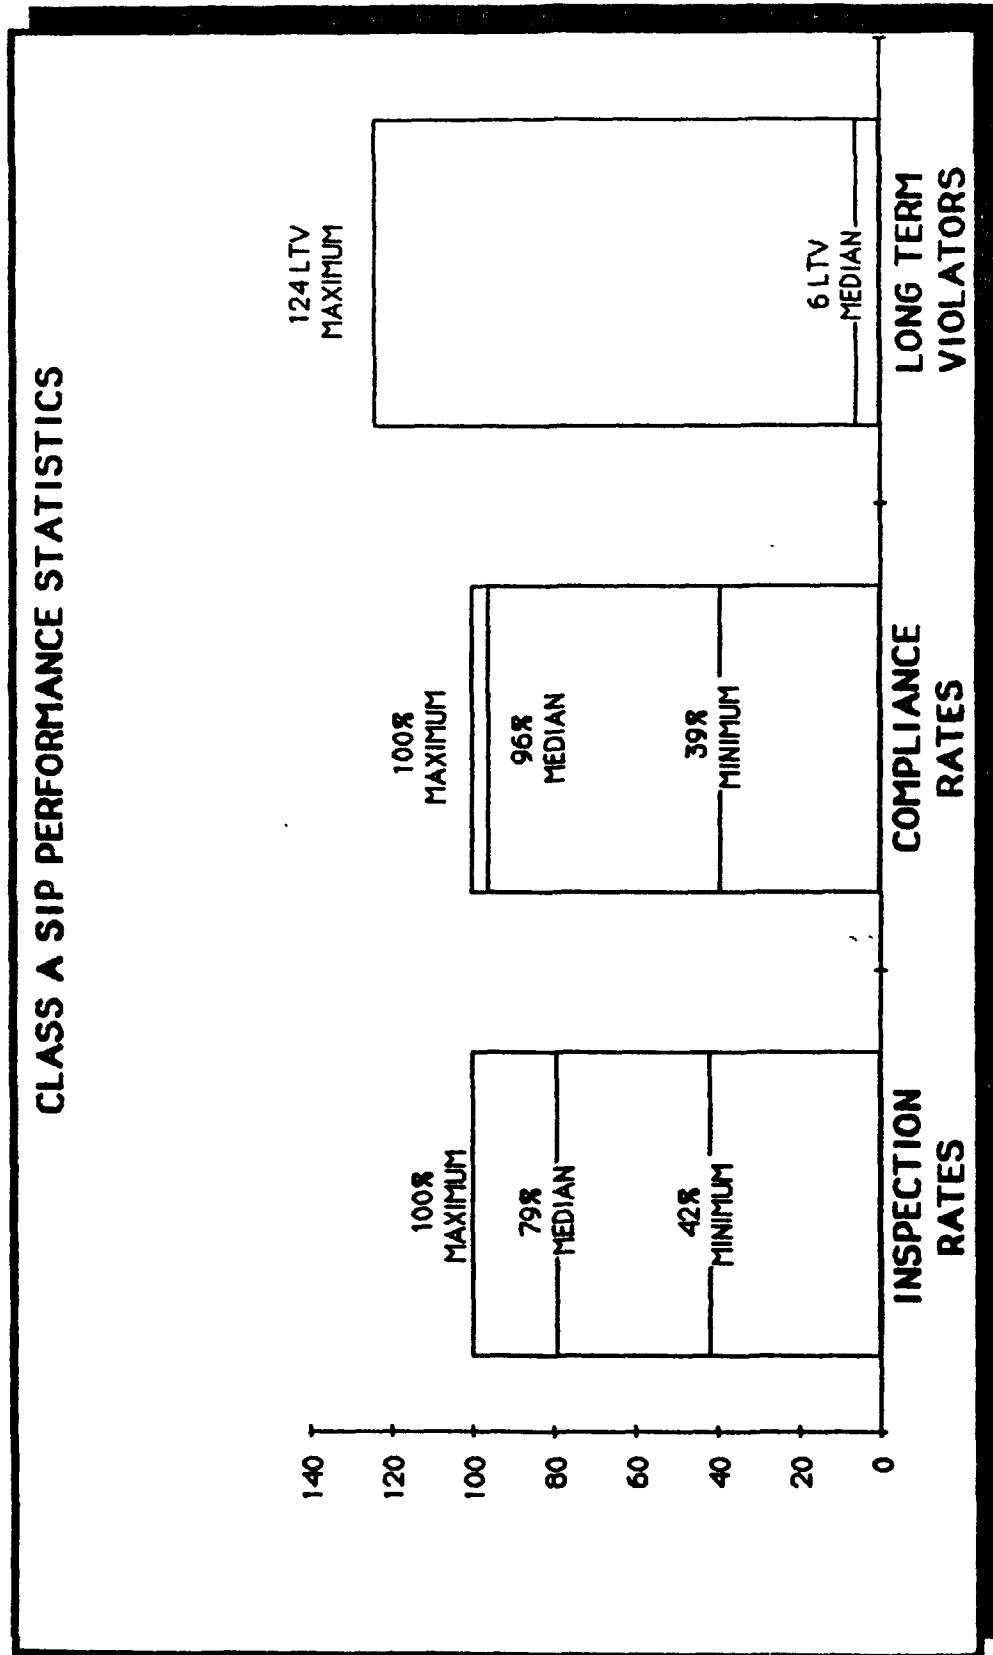 CLASS A SIP PERFORMANCE STATISTICS
140
120
100
80
60
40
20
0
100%
MAXIMUM
79%
MEDIAN
42%
MINIMUM
INSPECTION
RATES
100%
MAXIMUM
96%
MEDIAN
39%
MINIMUM
COMPLIANCE
RATES
124 LTV
MAXIMUM
6 LTV
MEDIAN
LONG TERM
VIOLATORS